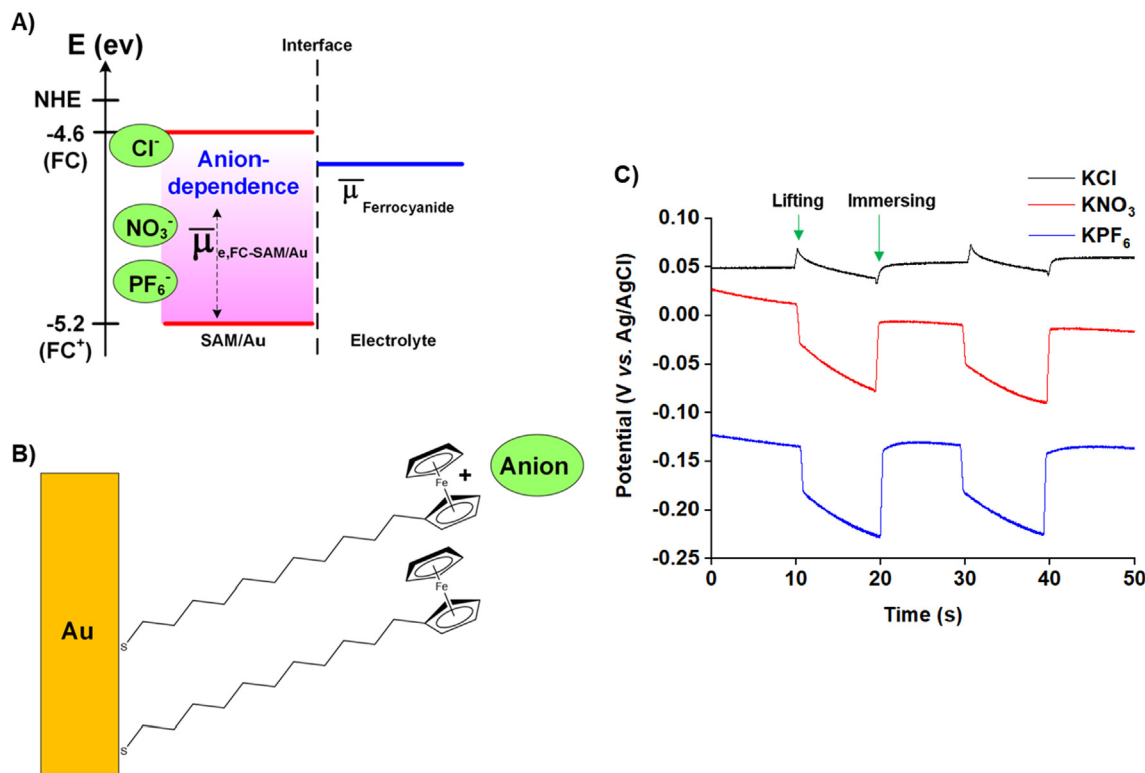 A)
E (ev)
Interface
NHE
-4.6
(FC)
Cl⁻
Anion-
dependence
μ̅ Ferrocyanide
NO₃⁻
μ̅ e,FC-SAM/Au
PF₆⁻
-5.2
(FC⁺)
SAM/Au
Electrolyte
B)
Au
S
S
Fe
Fe
+
Anion
C)
KCl
KNO₃
KPF₆
Lifting
Immersing
Potential (V vs. Ag/AgCl)
0.10
0.05
0.00
-0.05
-0.10
-0.15
-0.20
-0.25
0 10 20 30 40 50
Time (s)